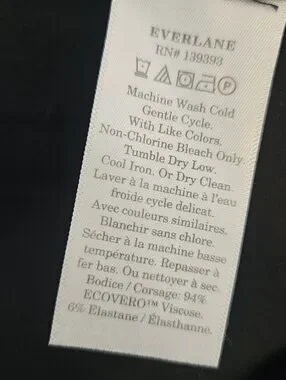 EVERLANE
RN# 139393
P
Machine Wash Cold
Gentle Cycle.
With Like Colors.
Non-Chlorine Bleach Only
Tumble Dry Low.
Cool Iron. Or Dry Clean.
Laver à la machine à l'eau
froide cycle delicat.
Avec couleurs similaires.
Blanchir sans chlore.
Sécher à la machine basse
température. Repasser à
fer bas. Ou nettoyer à sec.
Bodice / Corsage: 94%
ECOVERO™ Viscose.
6% Elastane / Élasthanne.